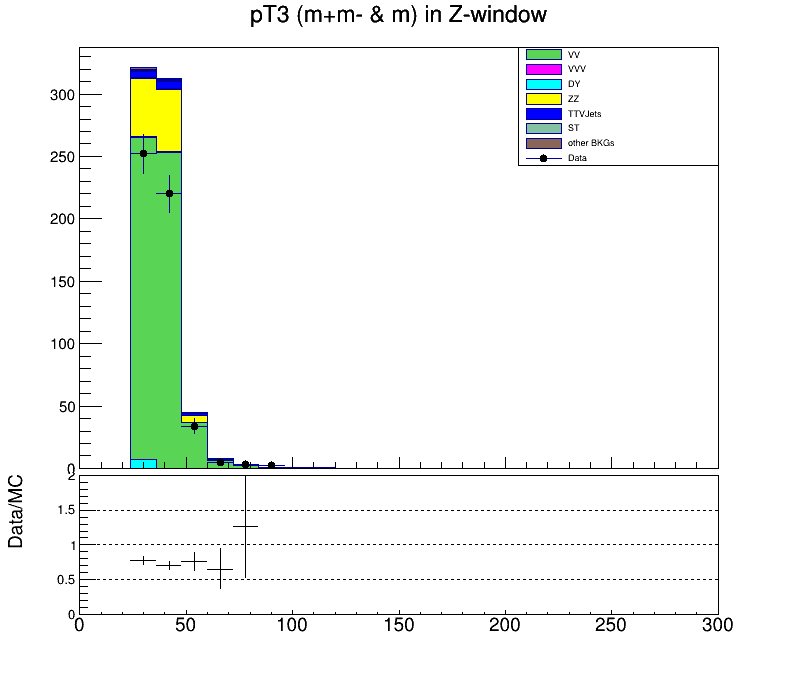 pT3 (m+m- & m) in Z-window
VV
VVV
DY
ZZ
TTVJets
ST
other BKGs
Data
300
250
200
150
100
50
0
Data/MC
2
1.5
1
0.5
0
0 50 100 150 200 250 300